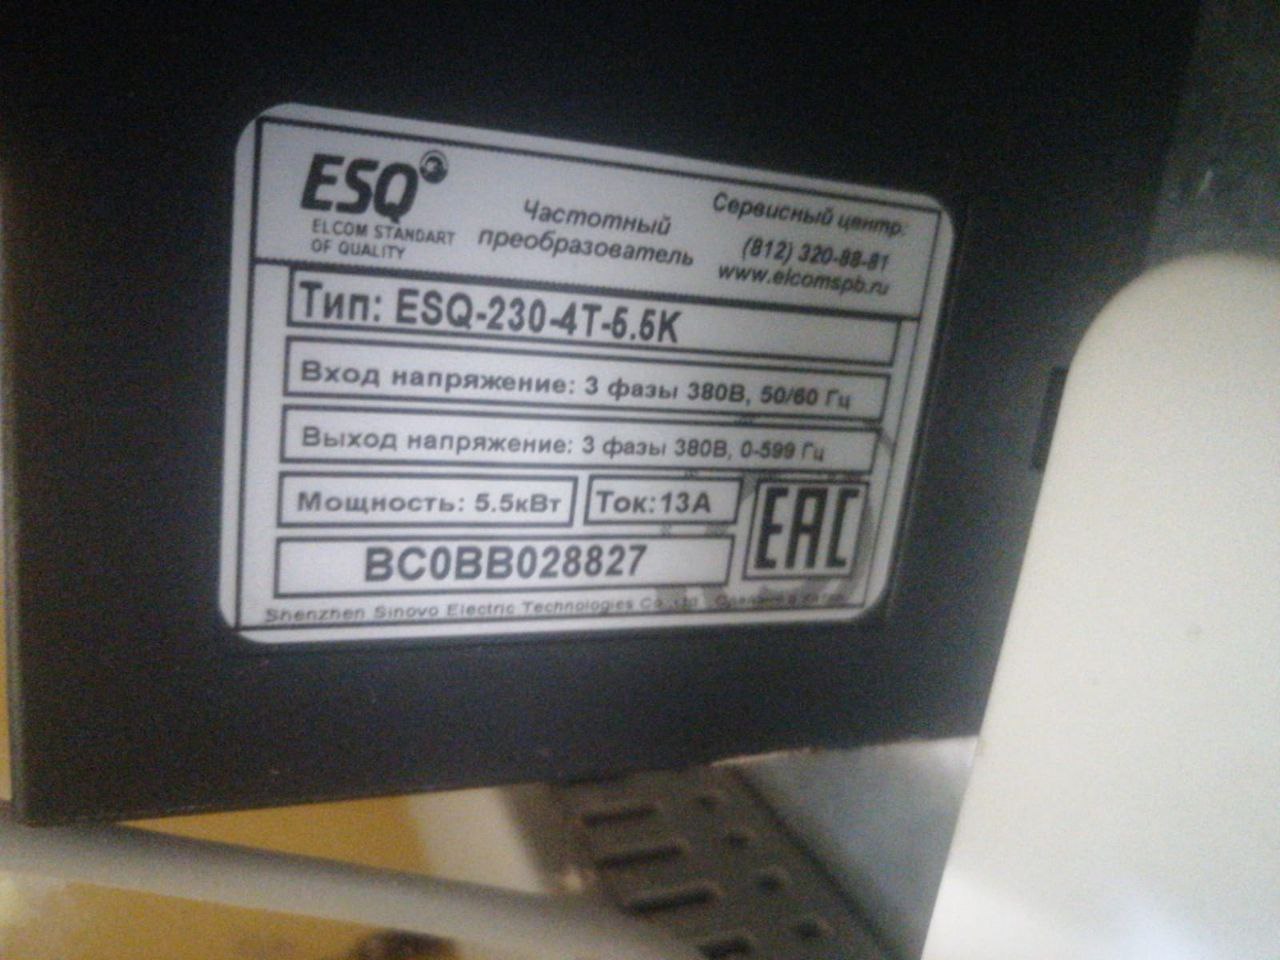 ESQ
ELCOM STANDART
OF QUALITY
Частотный
преобразователь
Сервисный центр:
(812) 320-88-81
www.elcomspb.ru
Тип: ESQ-230-4T-5.5K
Вход напряжение: 3 фазы 380В, 50/60 Гц
Выход напряжение: 3 фазы 380В, 0-599 Гц
Мощность: 5.5кВт
Ток:13А
EAC
BC0BB028827
Shenzhen Sinovo Electric Technologies Co.,Ltd